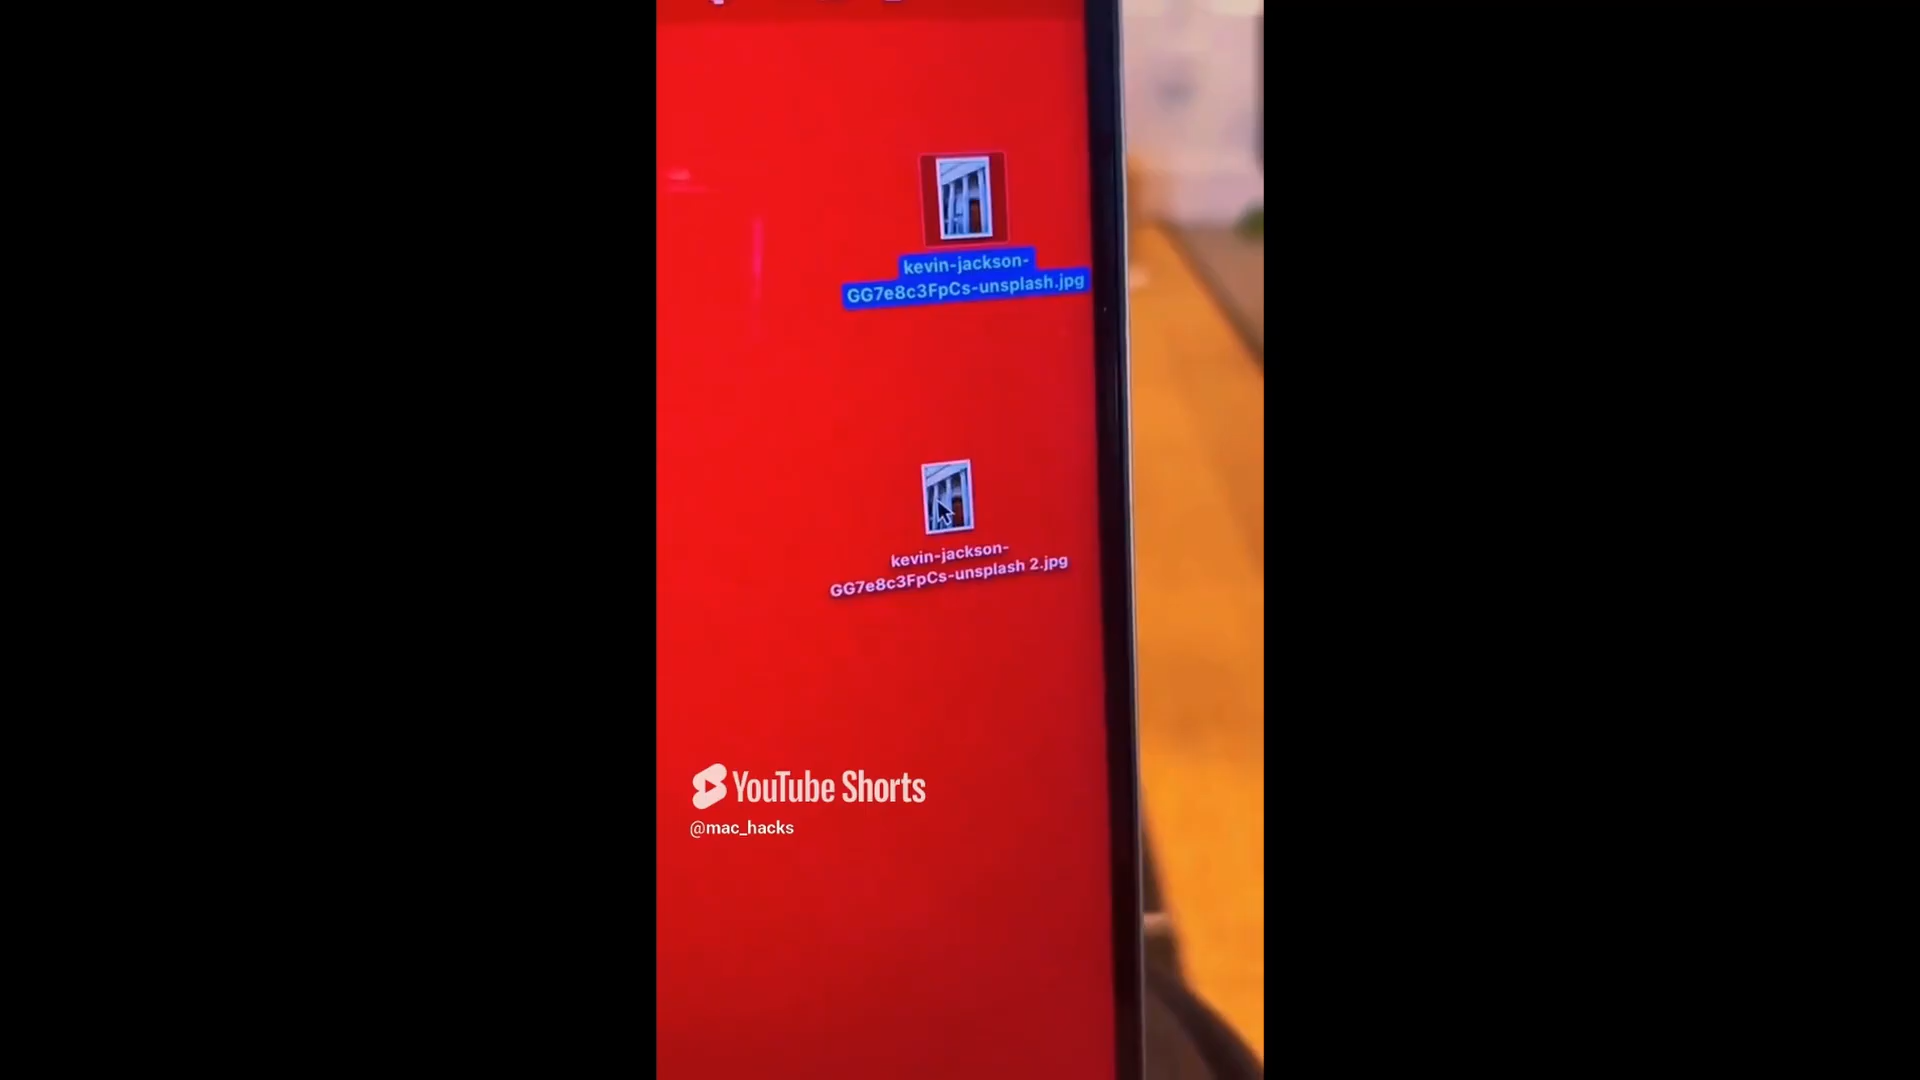 kevin-jackson-
GG7e8c3FpCs-unsplash.jpg
kevin-jackson-
GG7e8c3FpCs-unsplash 2.jpg
YouTube Shorts
@mac_hacks